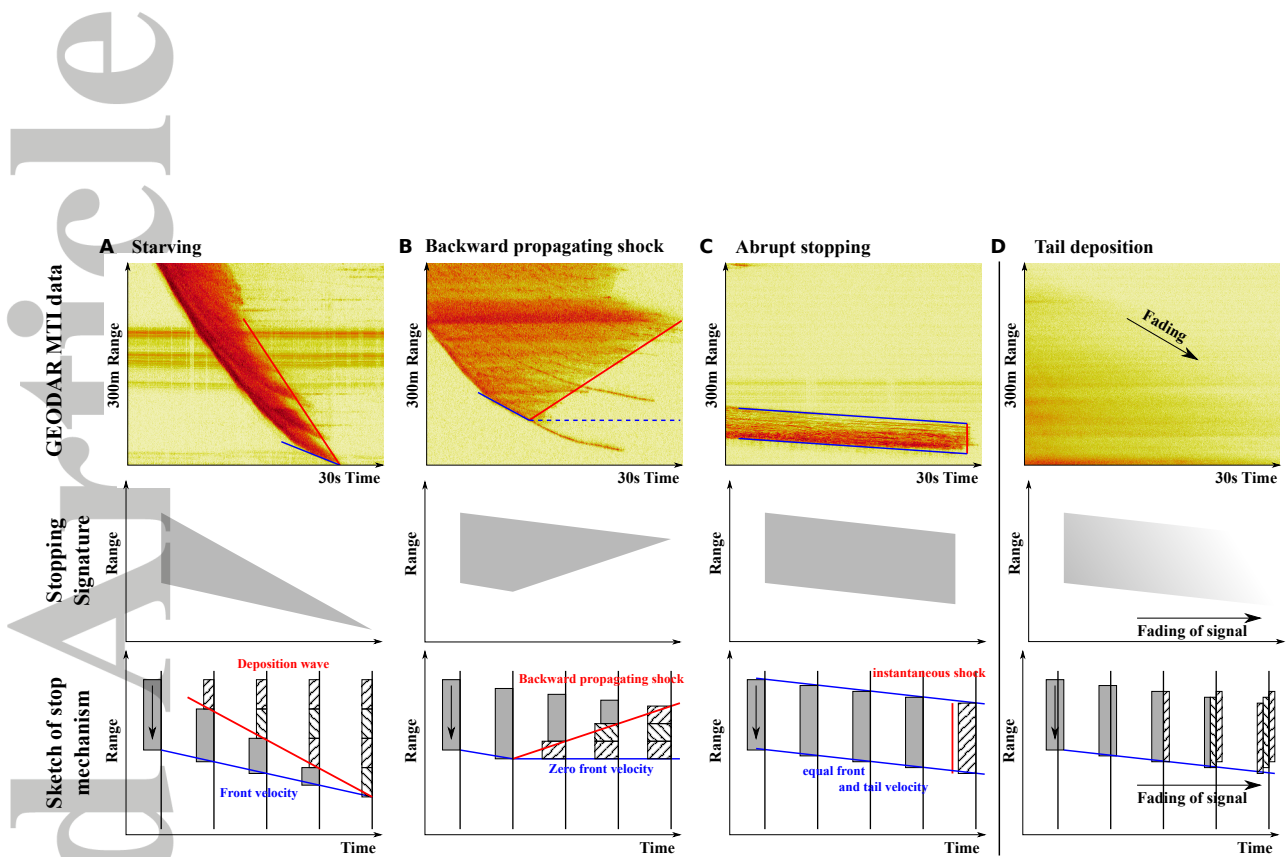 d Article
A Starving
B Backward propagating shock
C Abrupt stopping
D Tail deposition
GEODAR MTI data
300m Range
30s Time
300m Range
30s Time
300m Range
30s Time
300m Range
Fading
30s Time
Stopping
Signature
Range
Range
Range
Range
Fading of signal
Sketch of stop
mechanism
Range
Deposition wave
Front velocity
Time
Range
Backward propagating shock
Zero front velocity
Time
Range
instantaneous shock
equal front
and tail velocity
Time
Range
Fading of signal
Time